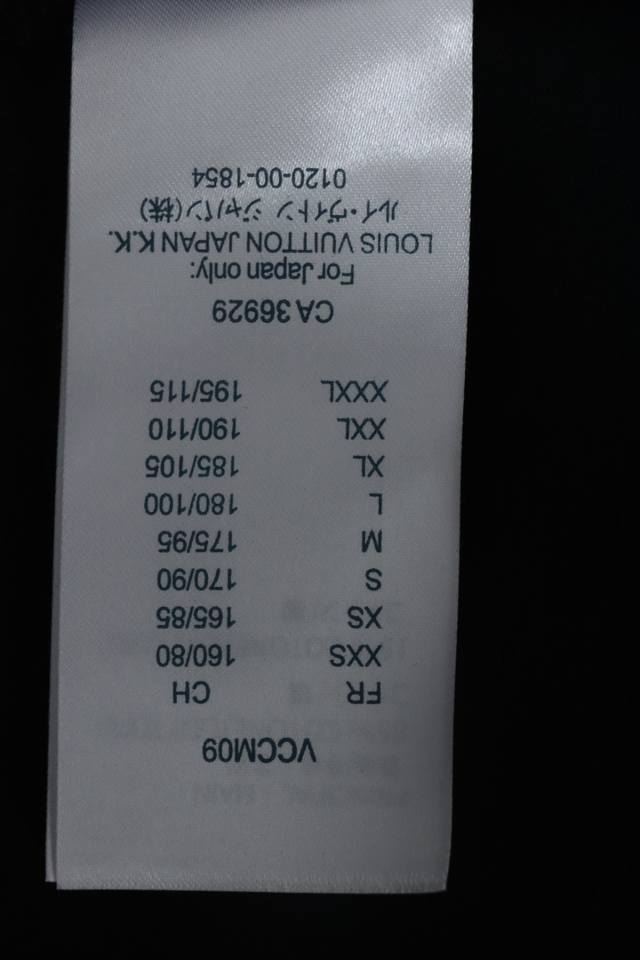 VCCM09
FR CH
XXS 160/80
XS 165/85
S 170/90
M 175/95
L 180/100
XL 185/105
XXL 190/110
XXXL 195/115
CA 36929
For Japan only:
LOUIS VUITTON JAPAN K.K.
ルイ・ヴィトン ジャパン(株)
0120-00-1854